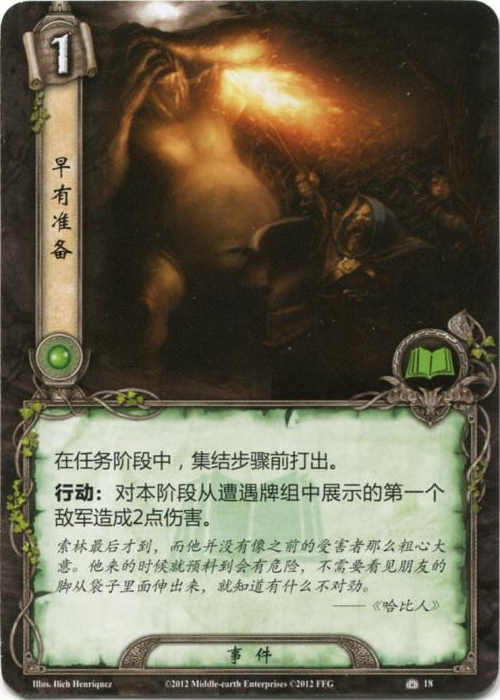 1
早有准备
在任务阶段中，集结步骤前打出。
行动：对本阶段从遭遇牌组中展示的第一个
敌军造成2点伤害。
索林最后才到，而他并没有像之前的受害者那么粗心大
意。他来的时候就预料到会有危险，不需要看见朋友的
脚从袋子里面伸出来，就知道有什么不对劲。
——《哈比人》
事件
Illus. Ilich Henriquez
©2012 Middle-earth Enterprises ©2012 FFG
18